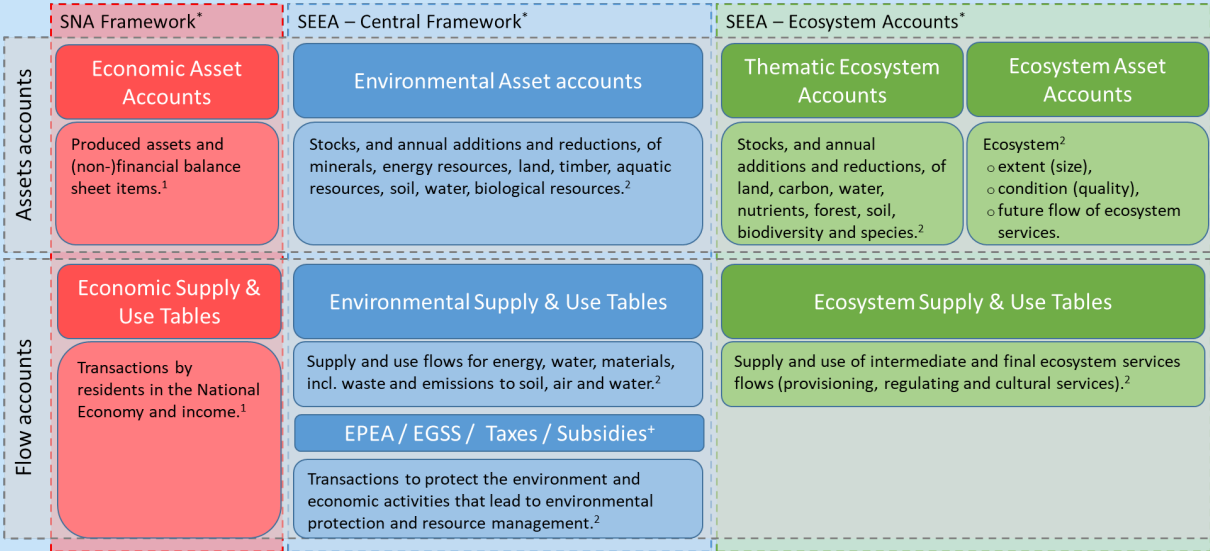 SNA Framework*
SEEA – Central Framework*
SEEA – Ecosystem Accounts*
Assets accounts
Economic Asset
Accounts
Produced assets and
(non-)financial balance
sheet items.1
Environmental Asset accounts
Stocks, and annual additions and reductions, of
minerals, energy resources, land, timber, aquatic
resources, soil, water, biological resources.2
Thematic Ecosystem
Accounts
Stocks, and annual
additions and reductions, of
land, carbon, water,
nutrients, forest, soil,
biodiversity and species.2
Ecosystem Asset
Accounts
Ecosystem2
o extent (size),
o condition (quality),
o future flow of ecosystem
services.
Flow accounts
Economic Supply &
Use Tables
Transactions by
residents in the National
Economy and income.1
Environmental Supply & Use Tables
Supply and use flows for energy, water, materials,
incl. waste and emissions to soil, air and water.2
EPEA / EGSS / Taxes / Subsidies+
Transactions to protect the environment and
economic activities that lead to environmental
protection and resource management.2
Ecosystem Supply & Use Tables
Supply and use of intermediate and final ecosystem services
flows (provisioning, regulating and cultural services).2